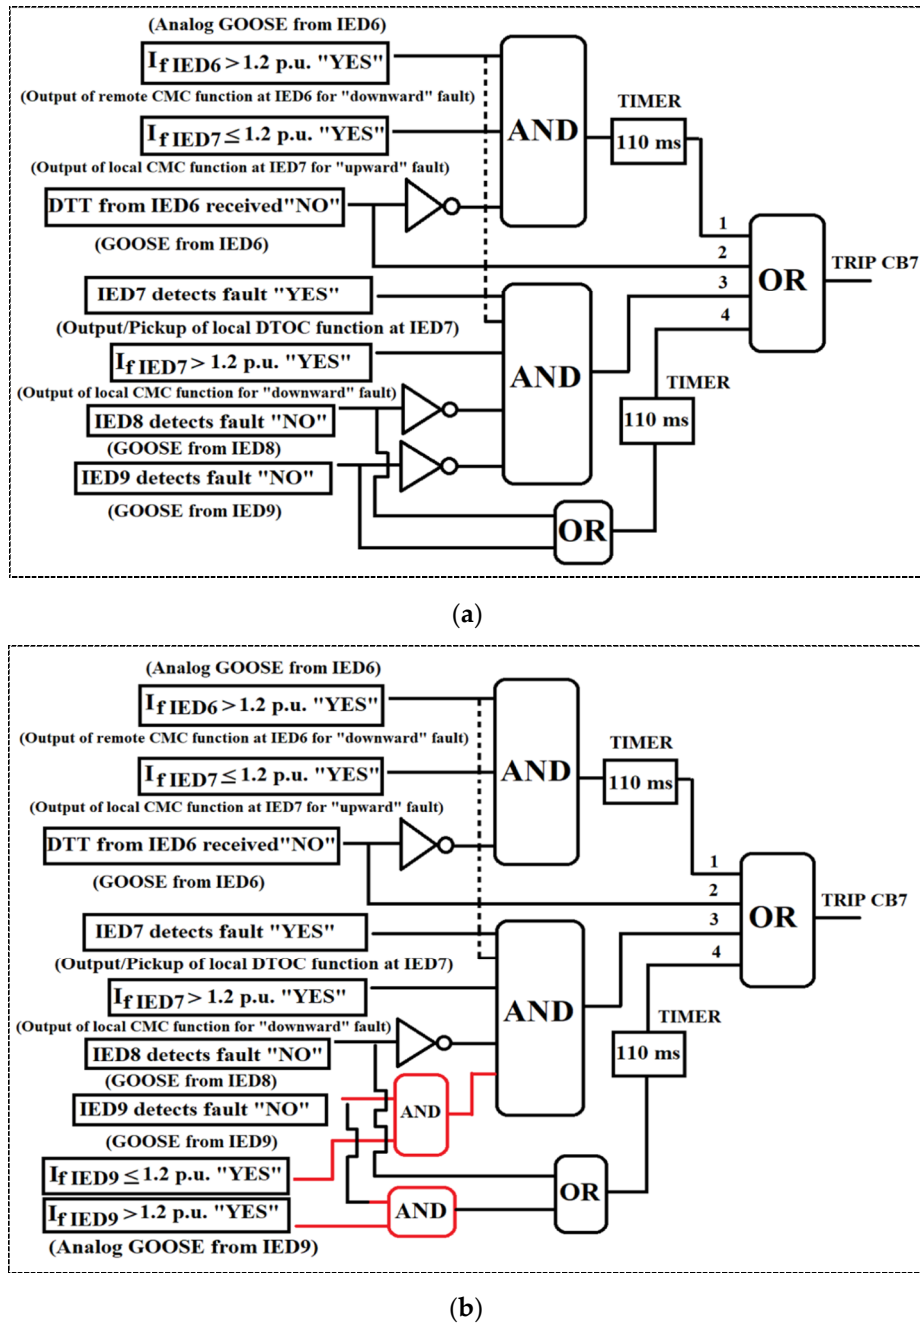 (Analog GOOSE from IED6)
If IED6 > 1.2 p.u. "YES"
(Output of remote CMC function at IED6 for "downward" fault)
TIMER
AND
110 ms
If IED7 ≤ 1.2 p.u. "YES"
(Output of local CMC function at IED7 for "upward" fault)
DTT from IED6 received"NO"
(GOOSE from IED6)
1
2
3
4
OR
TRIP CB7
IED7 detects fault "YES"
(Output/Pickup of local DTOC function at IED7)
If IED7 > 1.2 p.u. "YES"
(Output of local CMC function for "downward" fault)
AND
TIMER
110 ms
IED8 detects fault "NO"
(GOOSE from IED8)
IED9 detects fault "NO"
(GOOSE from IED9)
OR
(a)
(Analog GOOSE from IED6)
If IED6 > 1.2 p.u. "YES"
(Output of remote CMC function at IED6 for "downward" fault)
TIMER
AND
110 ms
If IED7 ≤ 1.2 p.u. "YES"
(Output of local CMC function at IED7 for "upward" fault)
DTT from IED6 received"NO"
(GOOSE from IED6)
1
2
3
4
OR
TRIP CB7
IED7 detects fault "YES"
(Output/Pickup of local DTOC function at IED7)
If IED7 > 1.2 p.u. "YES"
(Output of local CMC function for "downward" fault)
AND
TIMER
110 ms
IED8 detects fault "NO"
(GOOSE from IED8)
IED9 detects fault "NO"
(GOOSE from IED9)
AND
If IED9 ≤ 1.2 p.u. "YES"
If IED9 > 1.2 p.u. "YES"
(Analog GOOSE from IED9)
AND
OR
(b)